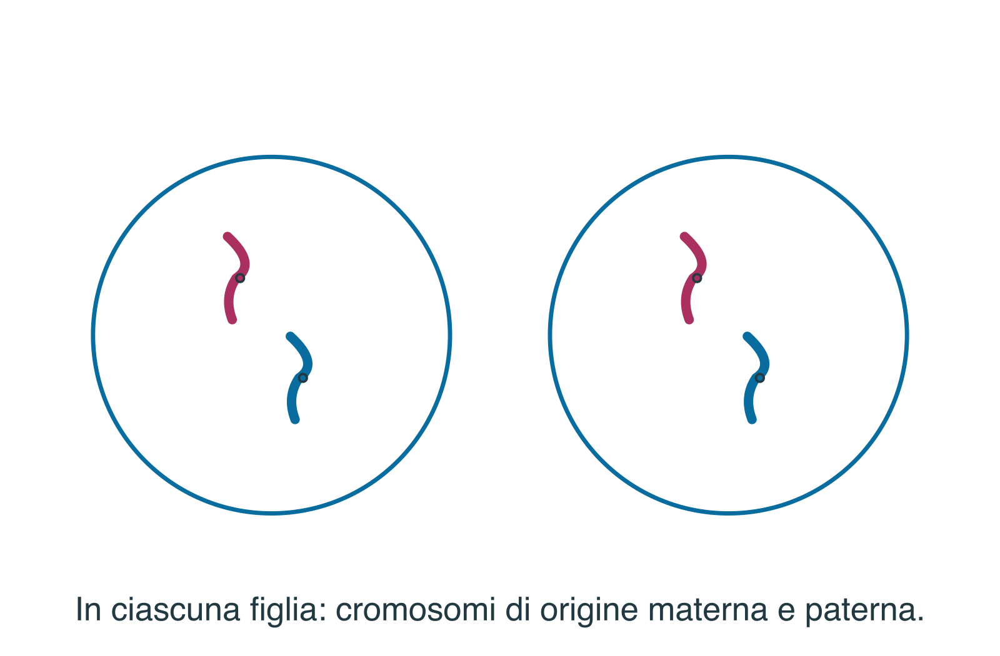 In ciascuna figlia: cromosomi di origine materna e paterna.